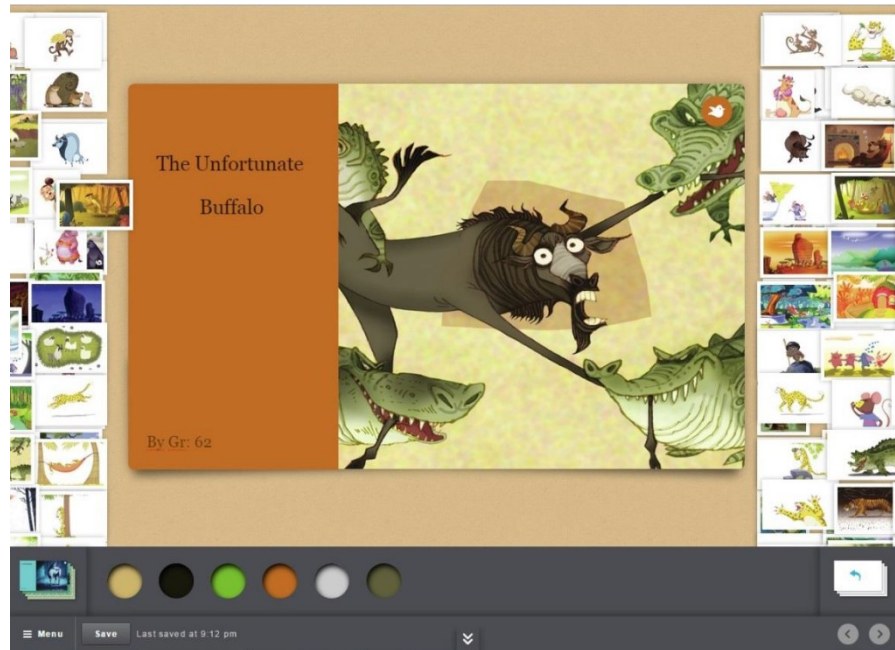 The Unfortunate
Buffalo
By Gr: 62
Menu
Save
Last saved at 9:12 pm